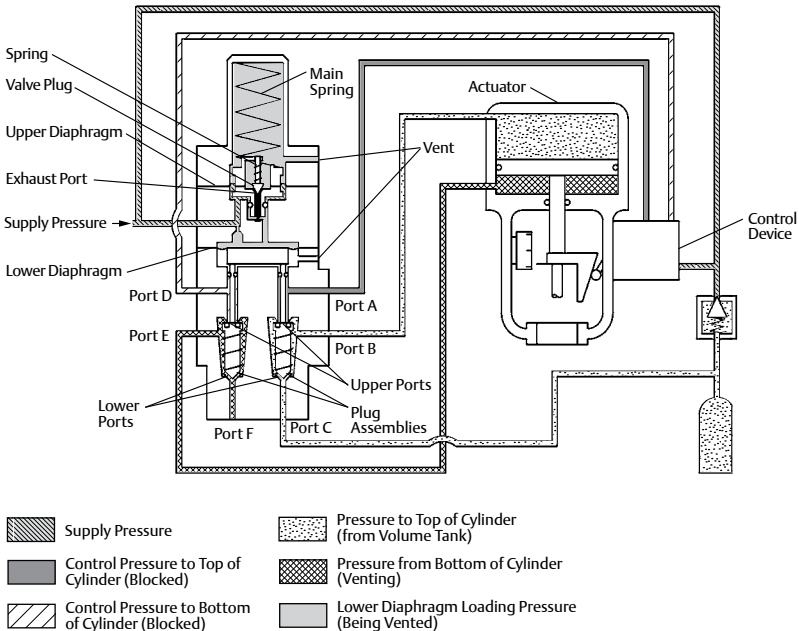 Spring
Valve Plug
Upper Diaphragm
Exhaust Port
Supply Pressure
Lower Diaphragm
Main
Spring
Actuator
Vent
Control
Device
Port D
Port A
Port E
Port B
Upper Ports
Lower
Ports
Plug
Assemblies
Port F
Port C
Supply Pressure
Control Pressure to Top of
Cylinder (Blocked)
Control Pressure to Bottom
of Cylinder (Blocked)
Pressure to Top of Cylinder
(from Volume Tank)
Pressure from Bottom of Cylinder
(Venting)
Lower Diaphragm Loading Pressure
(Being Vented)